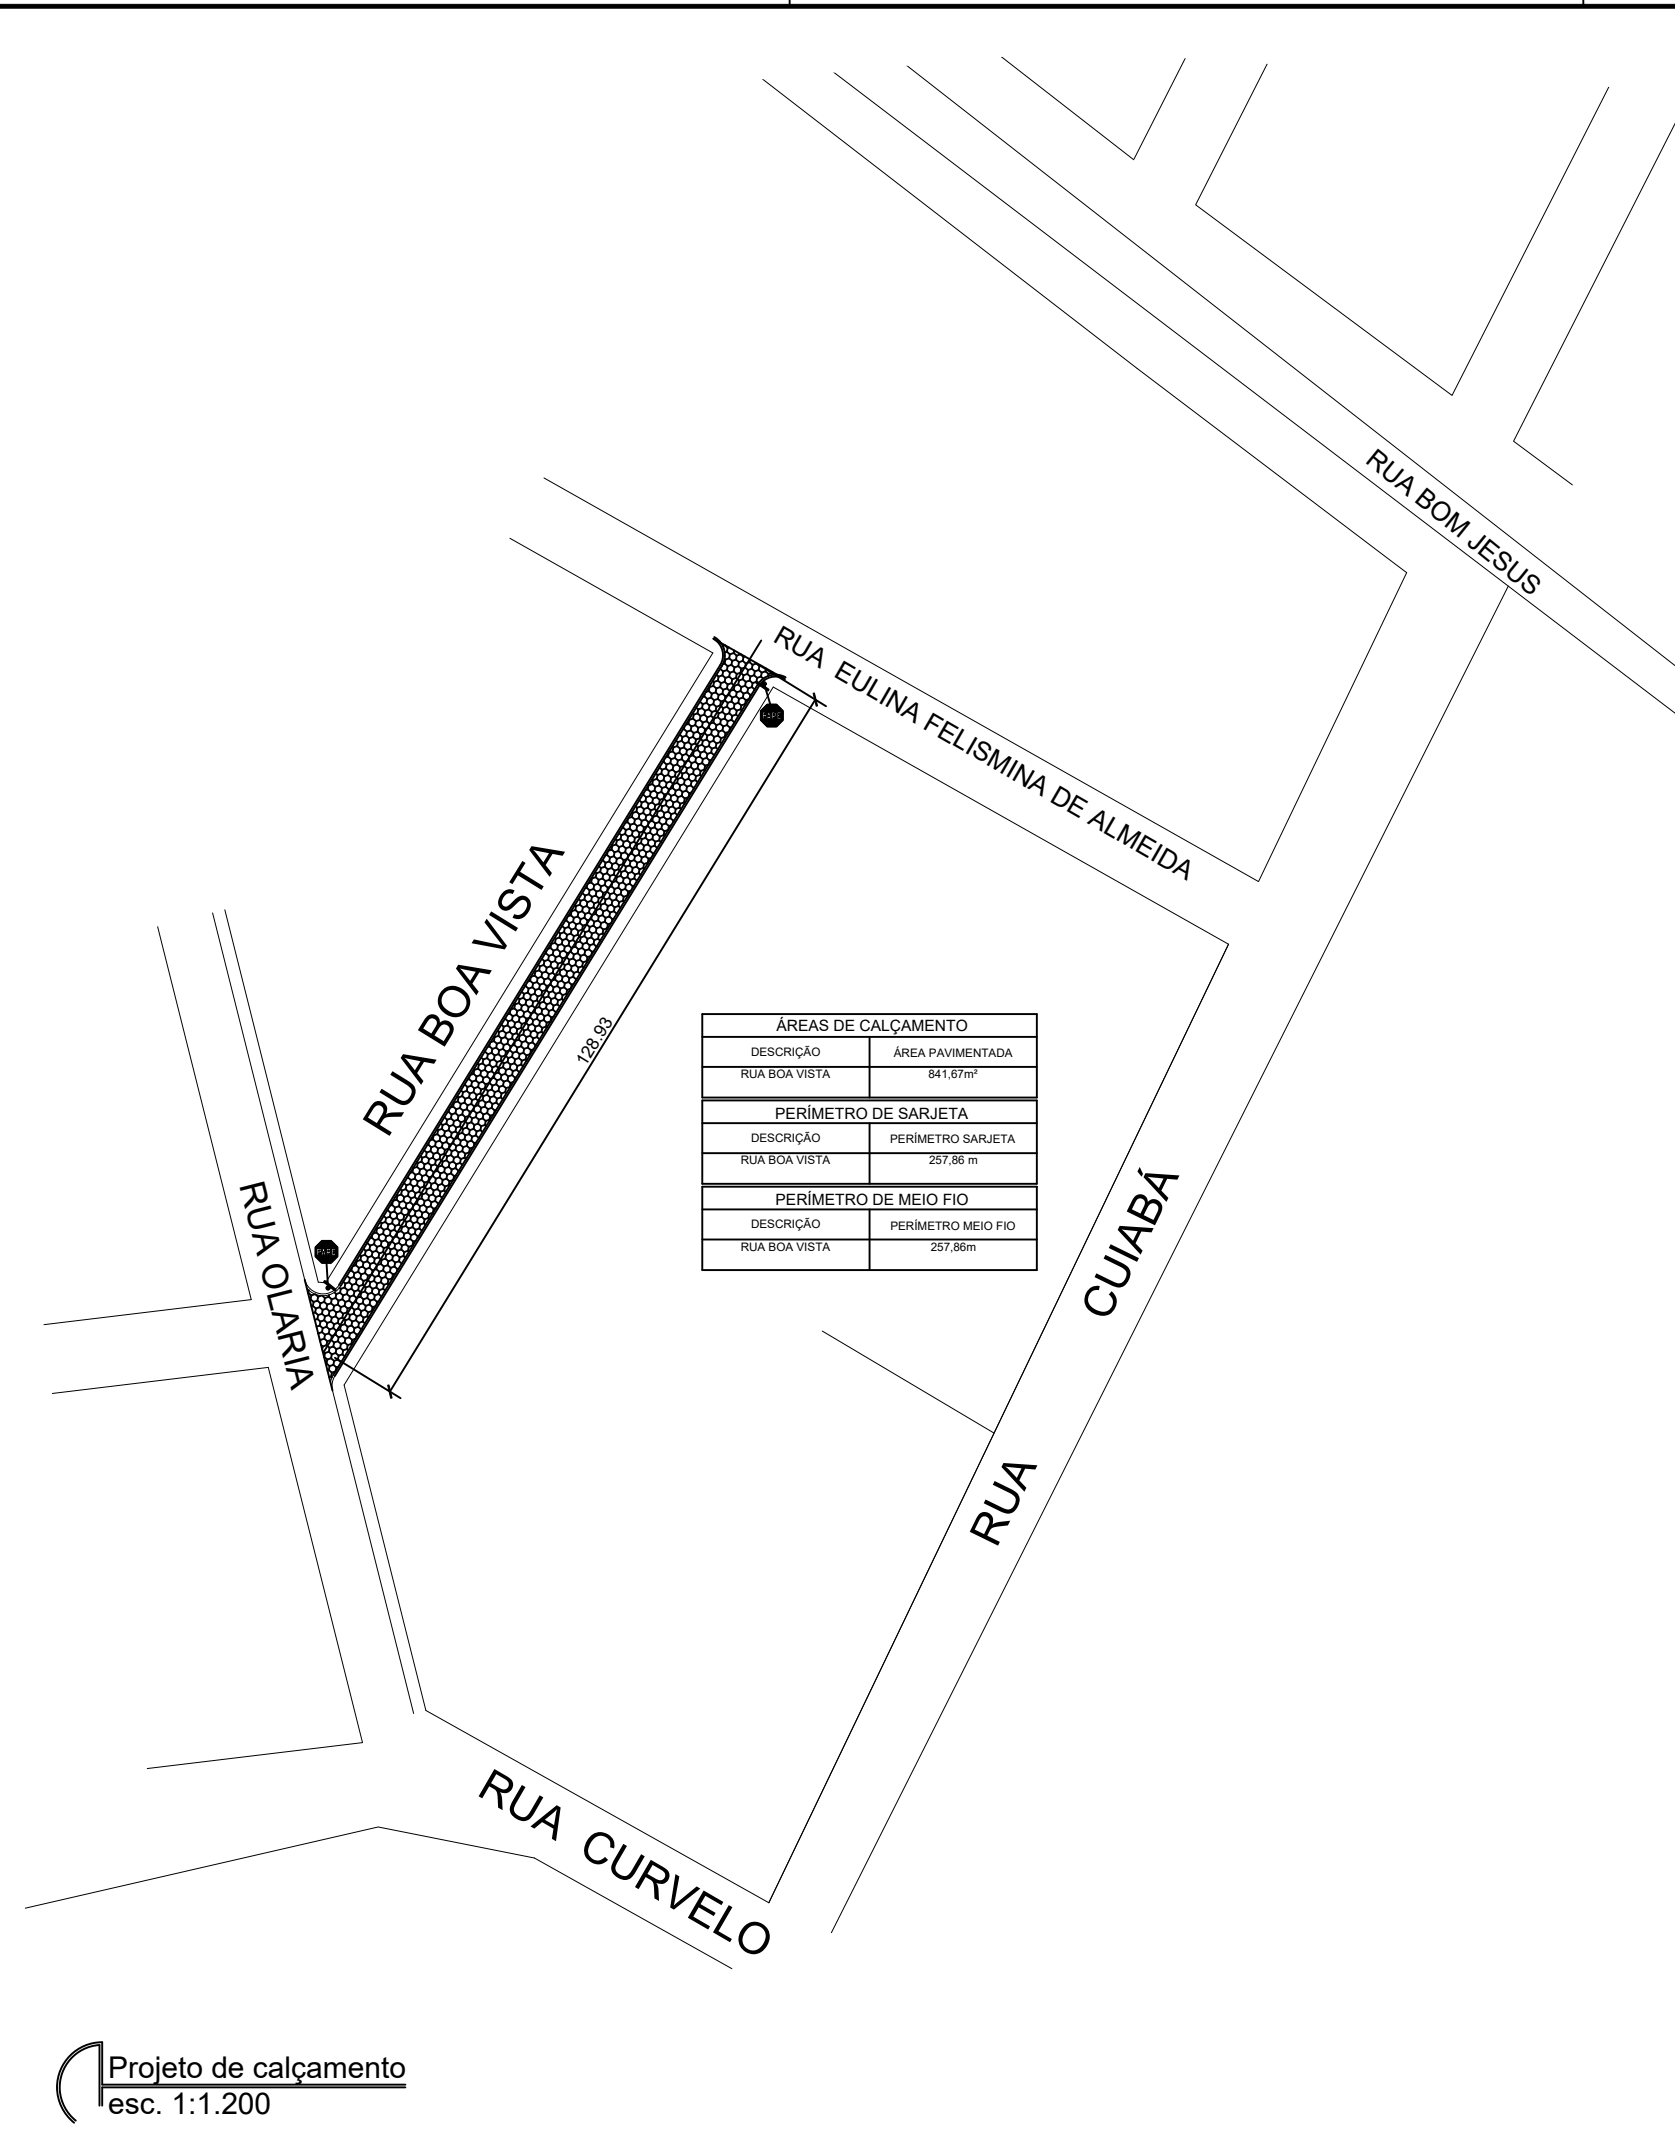 RUA BOM JESUS
RUA EULINA FELISMINA DE ALMEIDA
PARE
RUA BOA VISTA
128.93
ÁREAS DE CALÇAMENTO
DESCRIÇÃO ÁREA PAVIMENTADA
RUA BOA VISTA 841,67m²
PERÍMETRO DE SARJETA
DESCRIÇÃO PERÍMETRO SARJETA
RUA BOA VISTA 257,86 m
PERÍMETRO DE MEIO FIO
DESCRIÇÃO PERÍMETRO MEIO FIO
RUA BOA VISTA 257,86m
RUA OLARIA
PARE
RUA CUIABÁ
RUA CURVELO
Projeto de calçamento
esc. 1:1.200